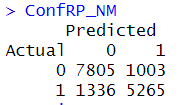 > ConfRP_NM
Predicted
Actual 0 1
0 7805 1003
1 1336 5265